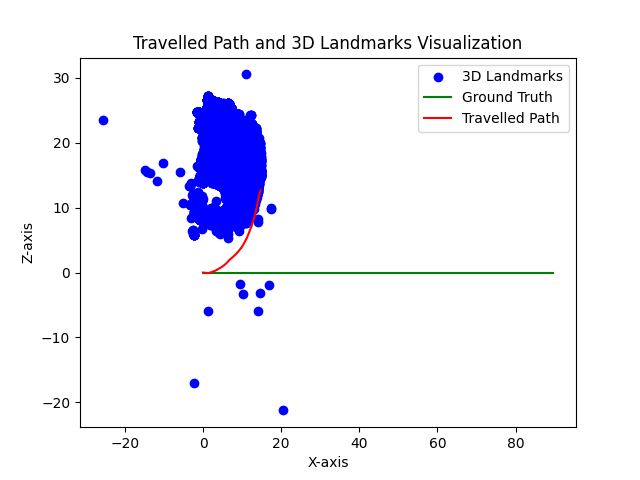 Travelled Path and 3D Landmarks Visualization
3D Landmarks
Ground Truth
Travelled Path
30
20
10
0
−10
−20
Z-axis
−20
0
20
40
60
80
X-axis